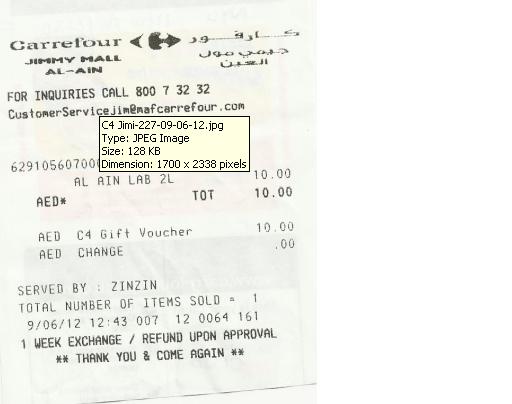 Carrefour كارفور
JIMMY MALL جيمي مول
AL-AIN العين
FOR INQUIRIES CALL 800 7 32 32
CustomerServicejim@mafcarrefour.com
C4 Jimi-227-09-06-12.jpg
Type: JPEG Image
Size: 128 KB
Dimension: 1700 x 2338 pixels
62910560700 10.00
AL AIN LAB 2L
AED* TOT 10.00
AED C4 Gift Voucher 10.00
AED CHANGE .00
SERVED BY : ZINZIN
TOTAL NUMBER OF ITEMS SOLD = 1
9/06/12 12:43 007 12 0064 161
1 WEEK EXCHANGE / REFUND UPON APPROVAL
** THANK YOU & COME AGAIN **